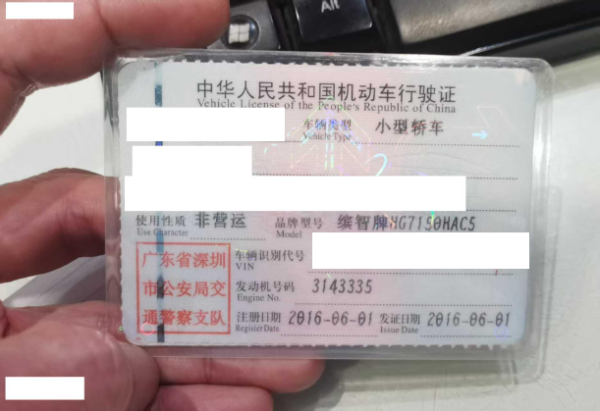 Alt
中华人民共和国机动车行驶证
Vehicle License of the People's Republic of China
车辆类型 小型轿车
Vehicle Type
使用性质 非营运 品牌型号 缤智牌HG7150HAC5
Use Character Model
广东省深圳
市公安局交
通警察支队
车辆识别代号
VIN
发动机号码 3143335
Engine No.
注册日期 2016-06-01 发证日期 2016-06-01
Register Date Issue Date